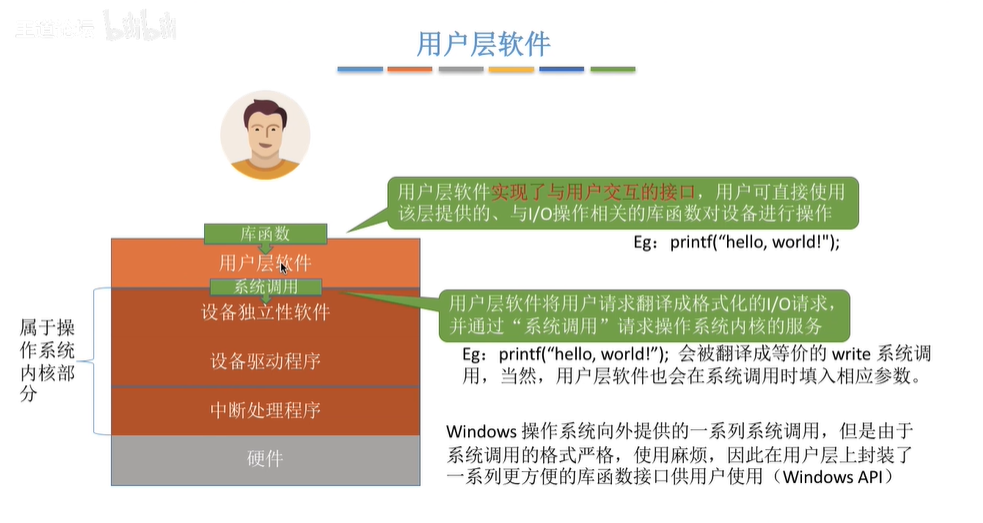 王道论坛 bilibili
用户层软件
用户层软件实现了与用户交互的接口，用户可直接使用
该层提供的、与I/O操作相关的库函数对设备进行操作
Eg：printf(“hello, world!");
库函数
用户层软件
系统调用
设备独立性软件
设备驱动程序
中断处理程序
硬件
属于操
作系统
内核部
分
用户层软件将用户请求翻译成格式化的I/O请求，
并通过“系统调用”请求操作系统内核的服务
Eg：printf(“hello, world!”); 会被翻译成等价的 write 系统调
用，当然，用户层软件也会在系统调用时填入相应参数。
Windows 操作系统向外提供的一系列系统调用，但是由于
系统调用的格式严格，使用麻烦，因此在用户层上封装了
一系列更方便的库函数接口供用户使用（Windows API）